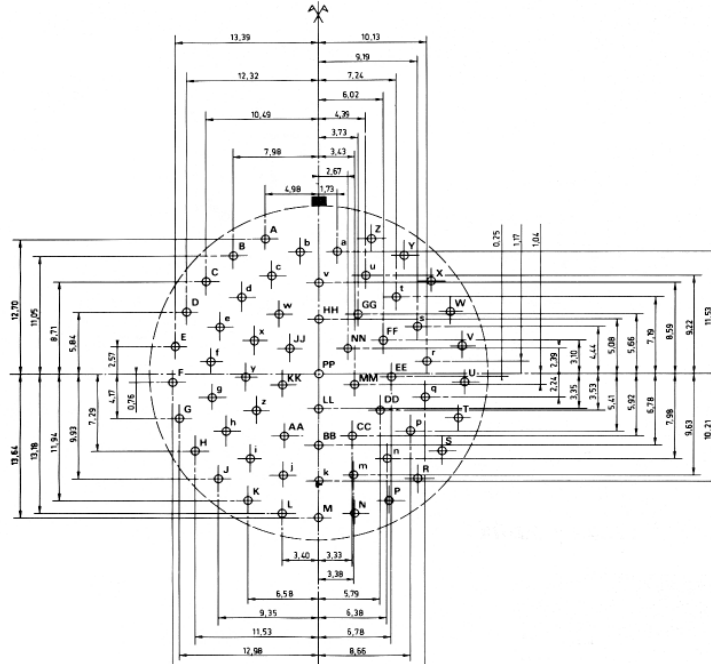 13,39
10,13
9,19
12,32
7,24
6,02
10,49
4,39
3,73
7,98
3,43
2,67
4,98
1,73
0,25
1,17
1,04
A
Z
B
b
a
Y
c
v
u
X
C
d
t
D
w
HH
GG
W
e
s
x
JJ
NN
FF
E
V
f
PP
r
F
y
KK
MM
EE
U
g
LL
DD
q
G
z
T
h
AA
CC
p
H
BB
S
i
n
J
j
k
m
R
K
P
L
M
N
12,70
11,05
8,71
5,84
2,57
4,17
0,76
13,64
13,18
11,94
9,93
7,29
2,39
3,10
4,44
5,08
5,66
7,19
8,59
9,22
11,53
2,24
3,35
3,53
5,41
5,92
6,78
7,98
9,63
10,21
3,40
3,33
3,38
6,58
5,79
9,35
6,38
11,53
6,78
12,98
8,66